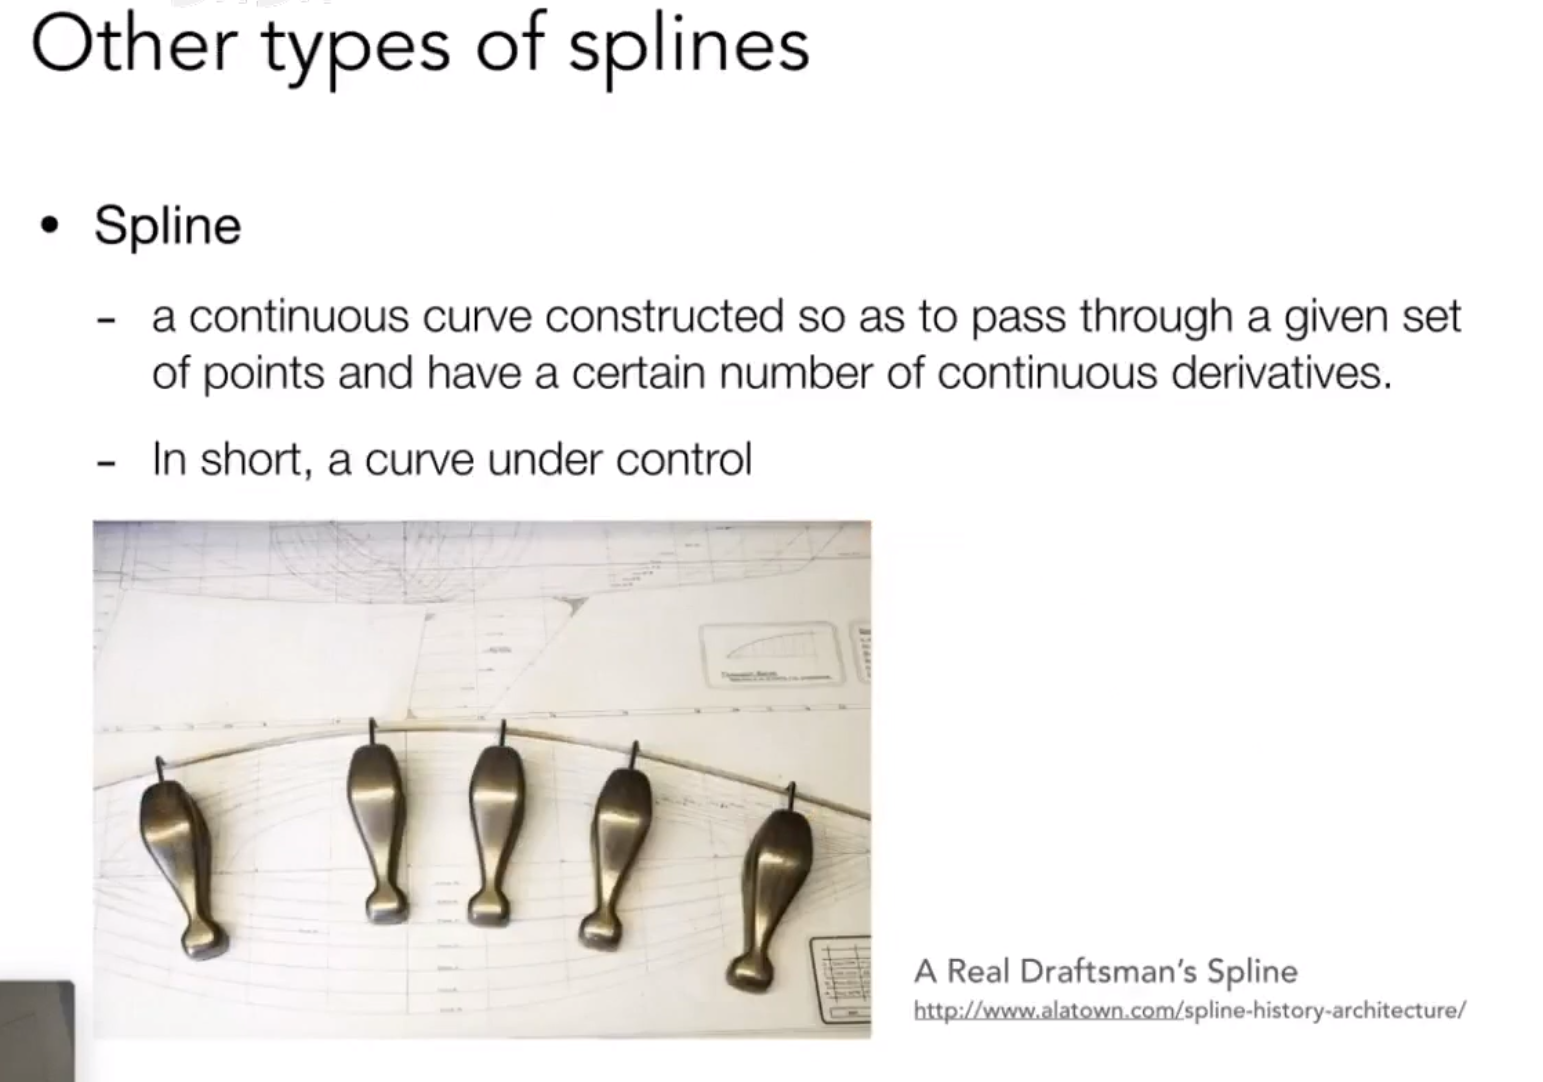 Other types of splines
• Spline
- a continuous curve constructed so as to pass through a given set
of points and have a certain number of continuous derivatives.
- In short, a curve under control
A Real Draftsman's Spline
http://www.alatown.com/spline-history-architecture/